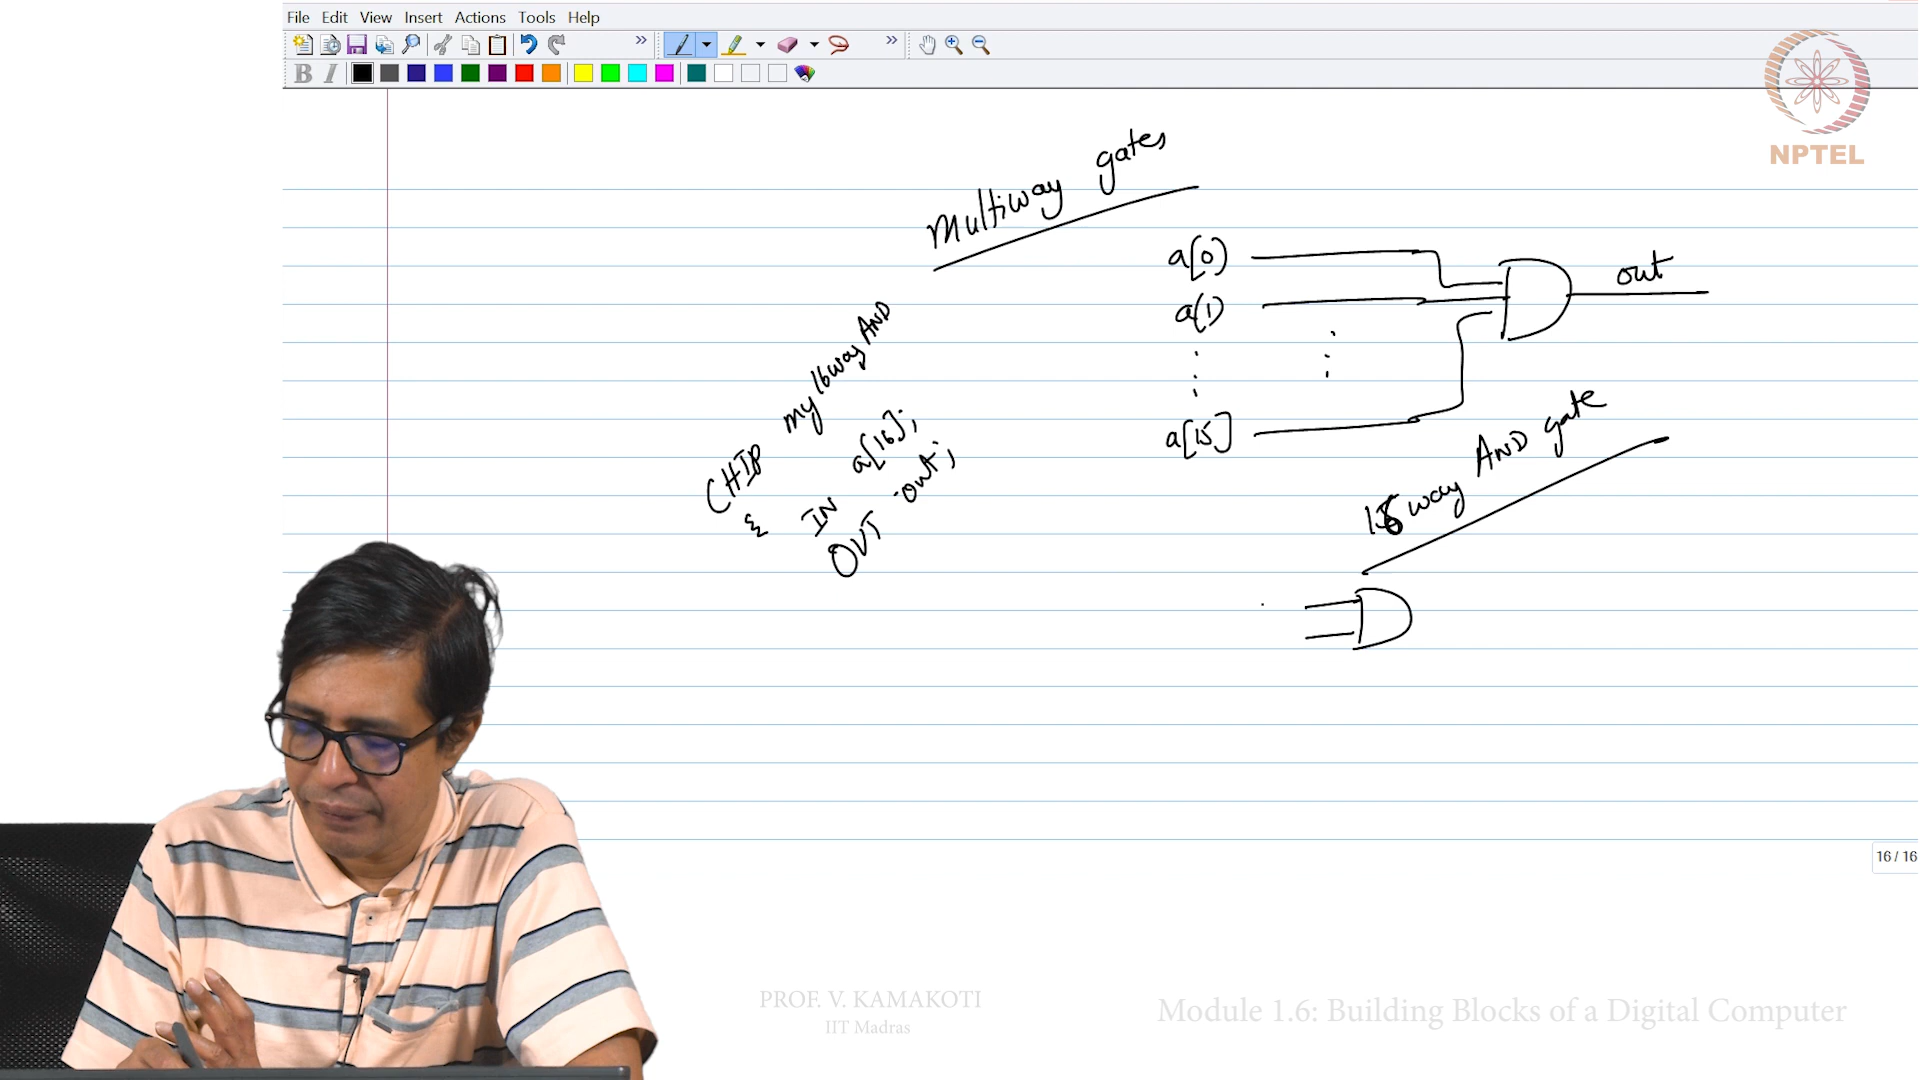 File Edit View Insert Actions Tools Help
B I
NPTEL
Multiway gates
a[0)
out
a(1)
a[15]
16 way AND gate
CHIP my16wayAND
{ IN a[16];
OUT out;
16 / 16
PROF. V. KAMAKOTI
IIT Madras
Module 1.6: Building Blocks of a Digital Computer